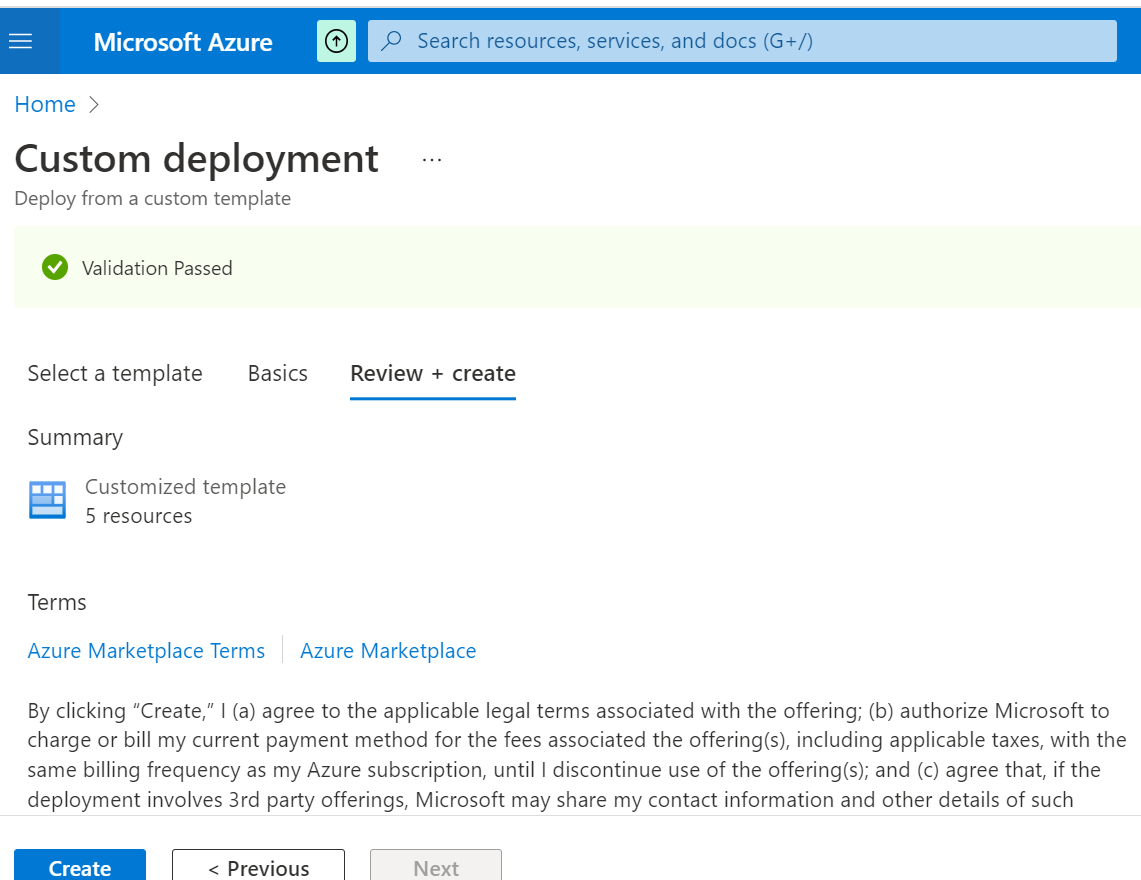 Microsoft Azure
Search resources, services, and docs (G+/)
Home >
Custom deployment ...
Deploy from a custom template
Validation Passed
Select a template Basics Review + create
Summary
Customized template
5 resources
Terms
Azure Marketplace Terms Azure Marketplace
By clicking “Create,” I (a) agree to the applicable legal terms associated with the offering; (b) authorize Microsoft to
charge or bill my current payment method for the fees associated the offering(s), including applicable taxes, with the
same billing frequency as my Azure subscription, until I discontinue use of the offering(s); and (c) agree that, if the
deployment involves 3rd party offerings, Microsoft may share my contact information and other details of such
Create < Previous Next